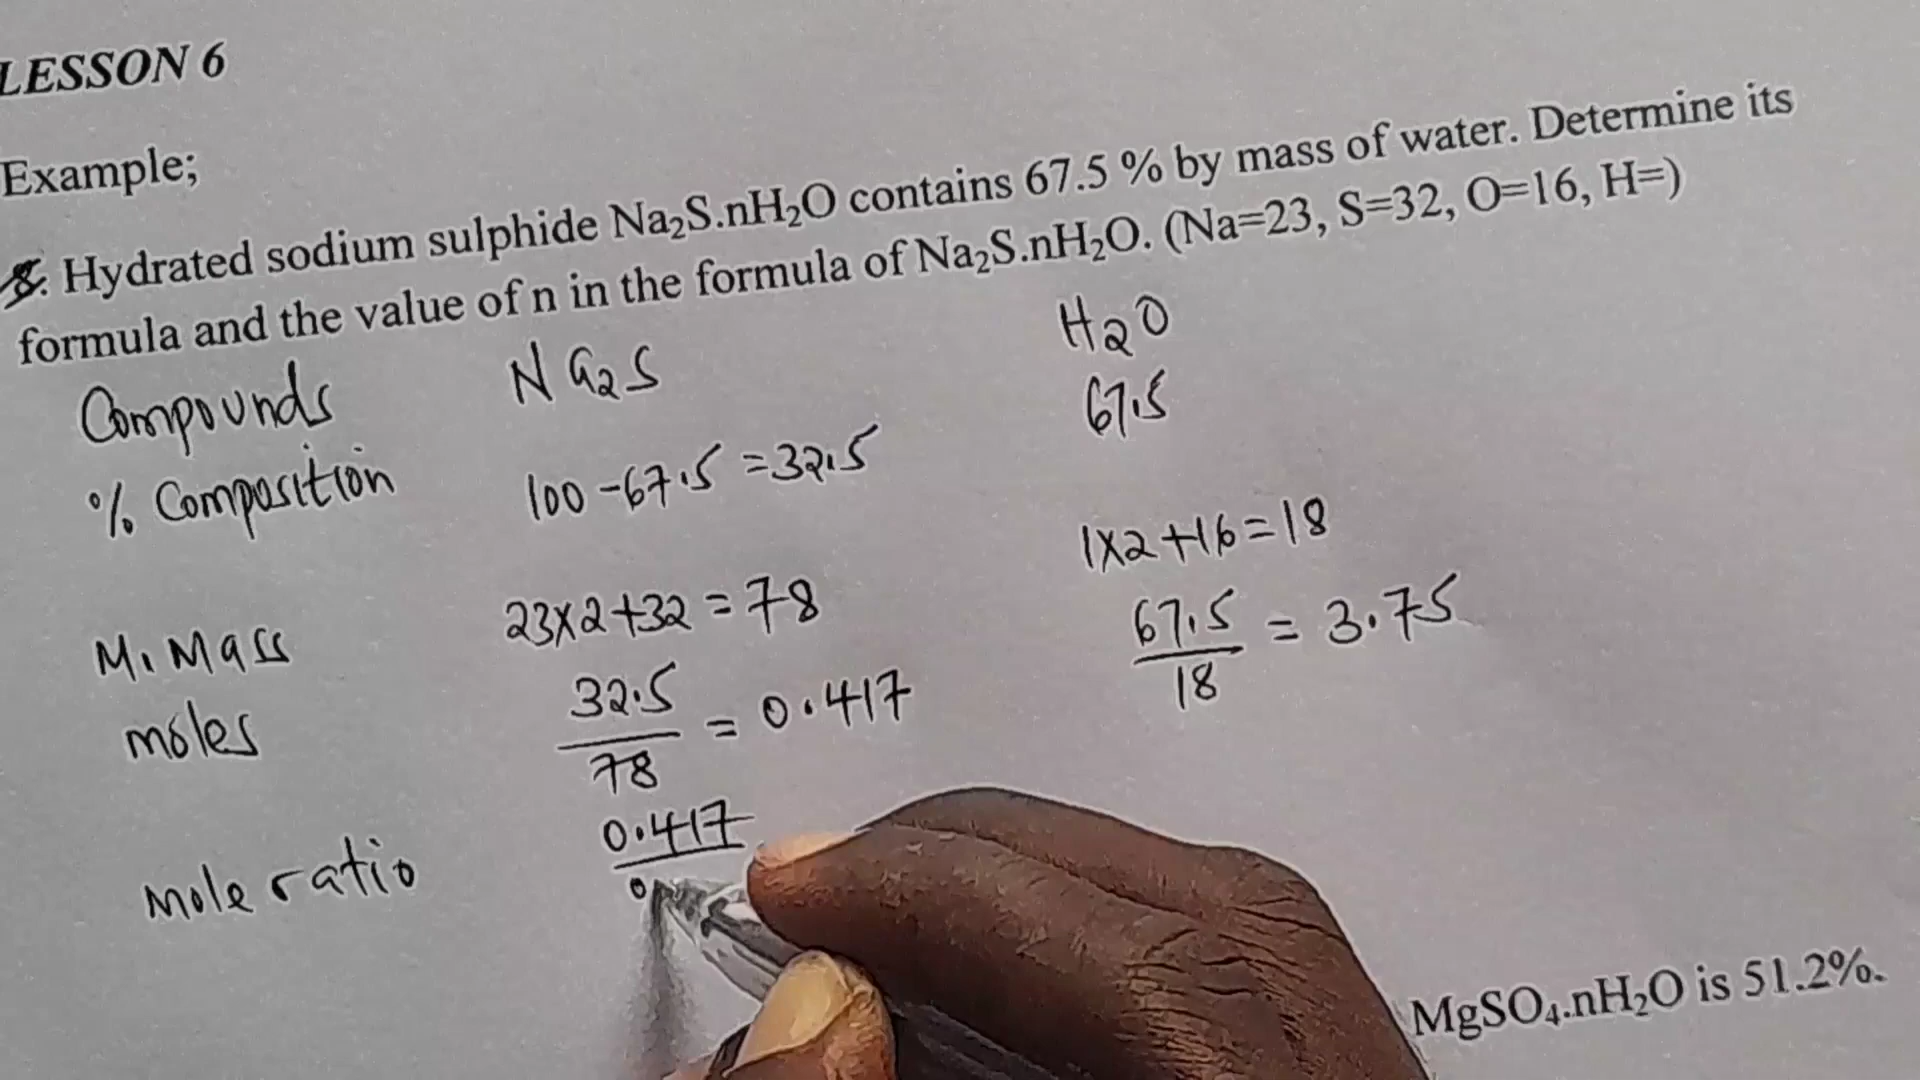 LESSON 6
Example;
8. Hydrated sodium sulphide Na₂S.nH₂O contains 67.5 % by mass of water. Determine its
formula and the value of n in the formula of Na₂S.nH₂O. (Na=23, S=32, O=16, H=)
Compounds Na₂S H₂O
% Composition 100-67.5 = 32.5 67.5
M. Mass 23x2+32 = 78 1x2+16=18
moles 32.5/78 = 0.417 67.5/18 = 3.75
Mole ratio 0.417/0
MgSO₄.nH₂O is 51.2%.